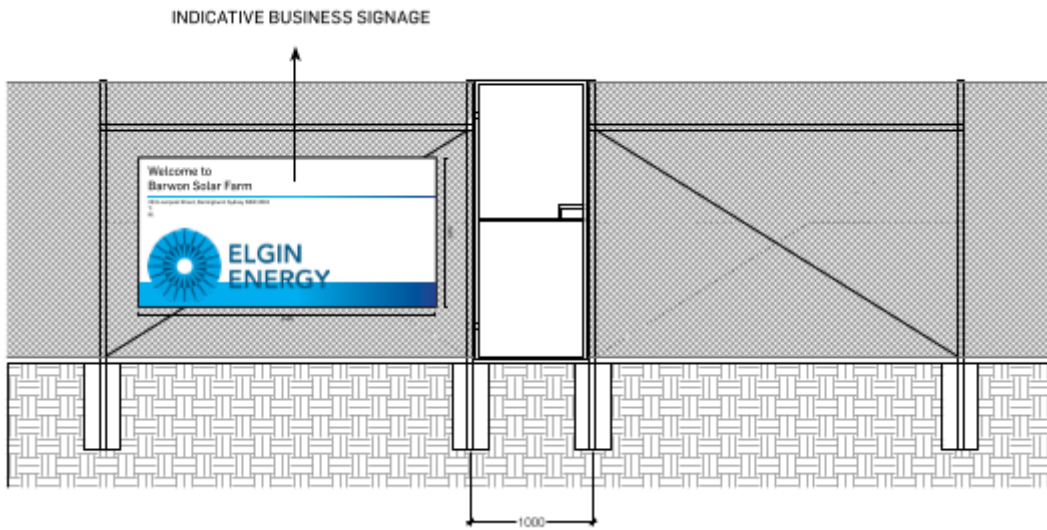 INDICATIVE BUSINESS SIGNAGE
Welcome to
Barwon Solar Farm
ELGIN
ENERGY
1000